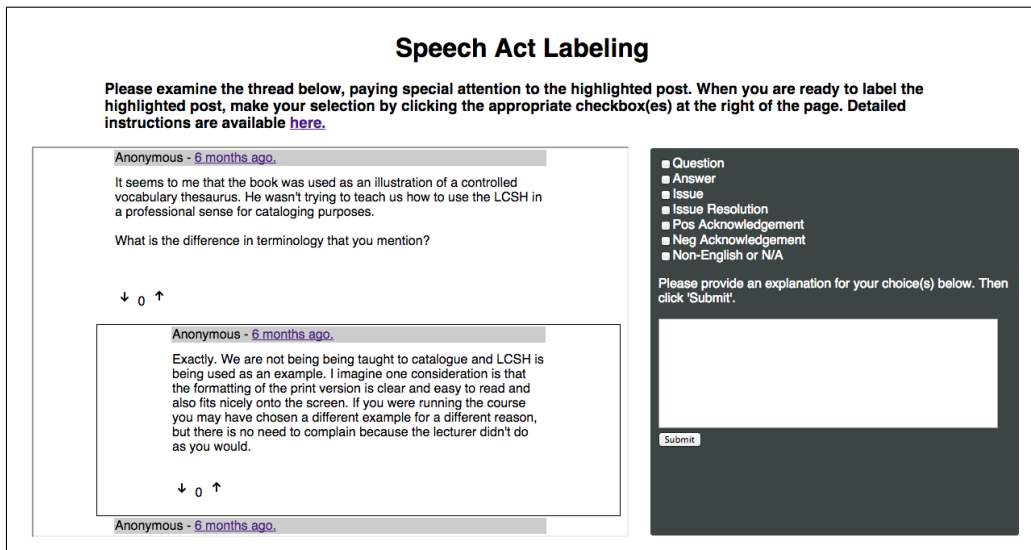 Speech Act Labeling
Please examine the thread below, paying special attention to the highlighted post. When you are ready to label the
highlighted post, make your selection by clicking the appropriate checkbox(es) at the right of the page. Detailed
instructions are available here.
Anonymous - 6 months ago.
It seems to me that the book was used as an illustration of a controlled
vocabulary thesaurus. He wasn't trying to teach us how to use the LCSH in
a professional sense for cataloging purposes.
What is the difference in terminology that you mention?
0
Anonymous - 6 months ago.
Exactly. We are not being being taught to catalogue and LCSH is
being used as an example. I imagine one consideration is that
the formatting of the print version is clear and easy to read and
also fits nicely onto the screen. If you were running the course
you may have chosen a different example for a different reason,
but there is no need to complain because the lecturer didn't do
as you would.
0
Anonymous - 6 months ago.
Question
Answer
Issue
Issue Resolution
Pos Acknowledgement
Neg Acknowledgement
Non-English or N/A
Please provide an explanation for your choice(s) below. Then
click 'Submit'.
Submit